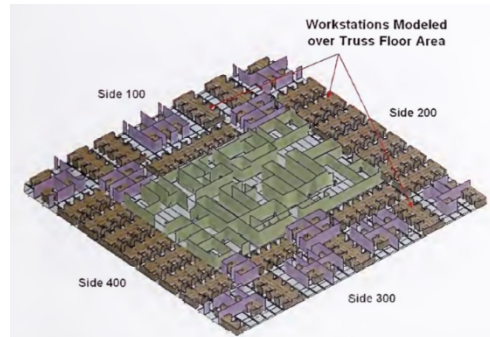 Workstations Modeled
over Truss Floor Area
Side 100
Side 200
Side 400
Side 300